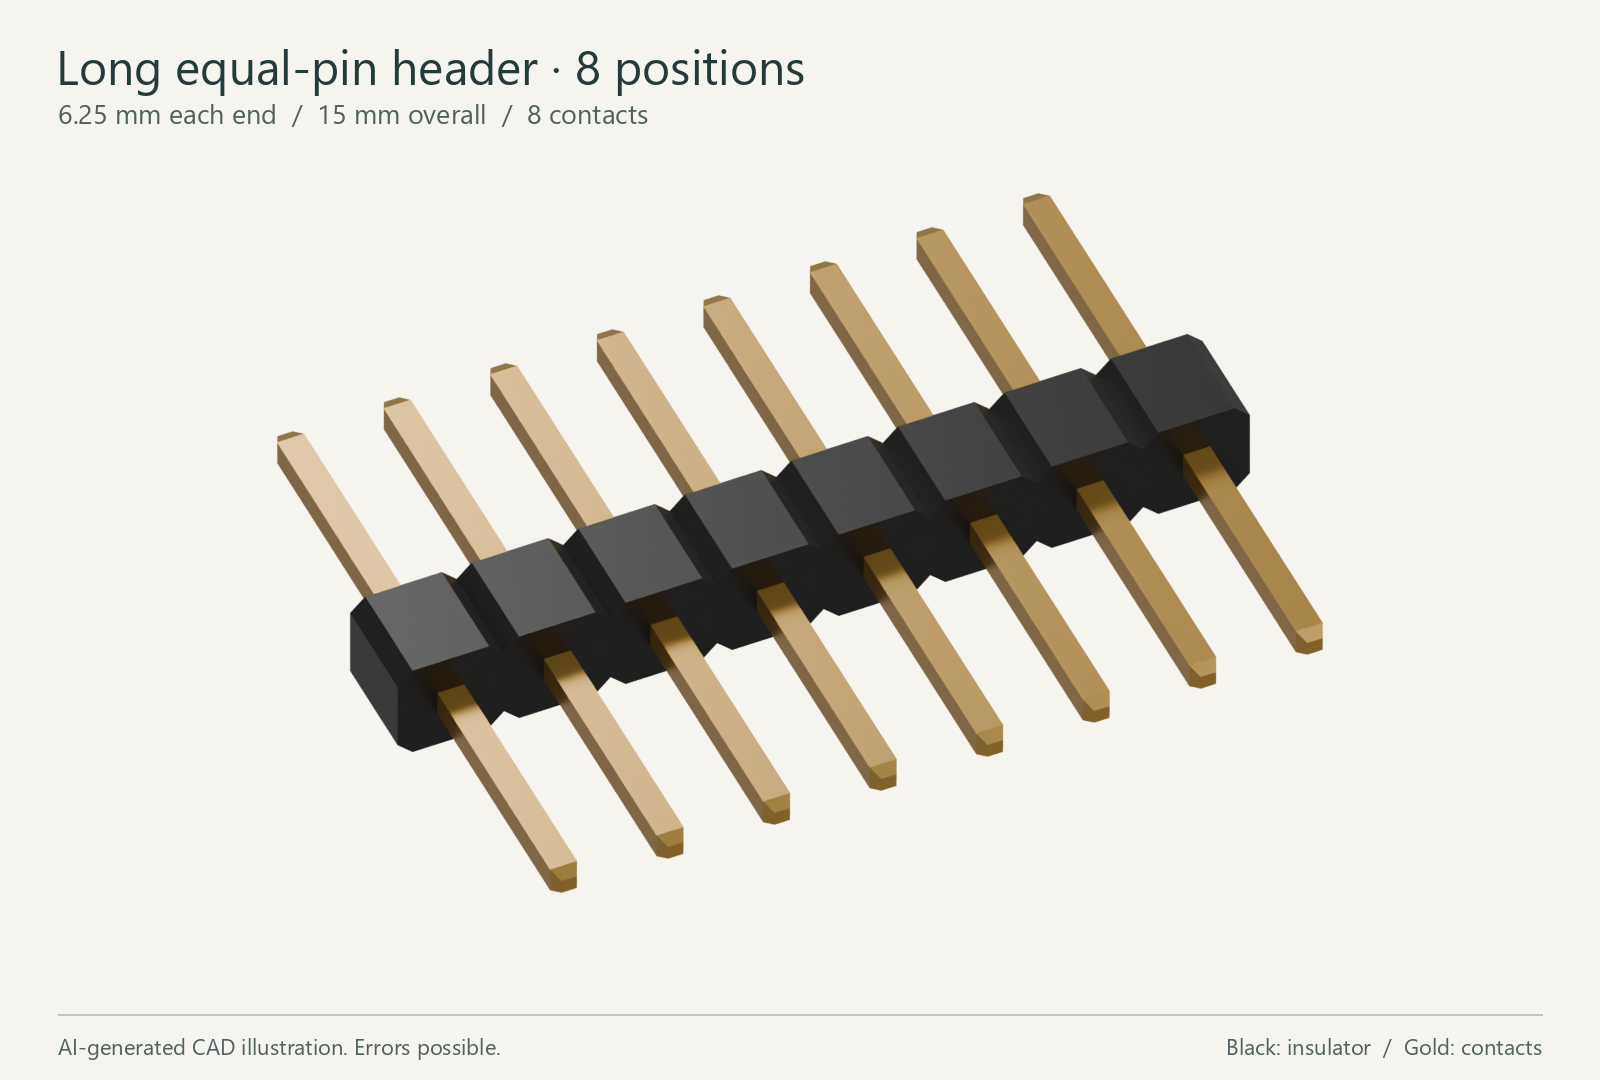 Long equal-pin header · 8 positions
6.25 mm each end / 15 mm overall / 8 contacts
AI-generated CAD illustration. Errors possible.
Black: insulator / Gold: contacts